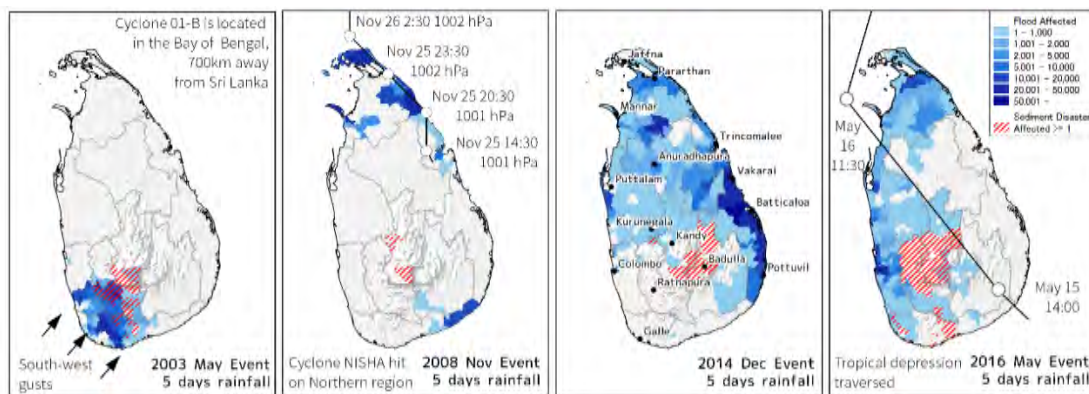 Cyclone 01-B is located
in the Bay of Bengal,
700km away
from Sri Lanka
South-west
gusts
2003 May Event
5 days rainfall
Nov 26 2:30 1002 hPa
Nov 25 23:30
1002 hPa
Nov 25 20:30
1001 hPa
Nov 25 14:30
1001 hPa
Cyclone NISHA hit
on Northern region
2008 Nov Event
5 days rainfall
Jaffna
Pararthan
Mannar
Trincomalee
Anuradhapura
Vakarai
Puttalam
Batticaloa
Kurunegala
Kandy
Colombo
Badulla
Pottuvil
Ratnapura
Galle
2014 Dec Event
5 days rainfall
Flood Affected
1 - 1,000
1,001 - 2,000
2,001 - 5,000
5,001 - 10,000
10,001 - 20,000
20,001 - 50,000
50,001 -
Sediment Disaster
Affected >= 1
May
16
11:30
May 15
14:00
Tropical depression
traversed
2016 May Event
5 days rainfall